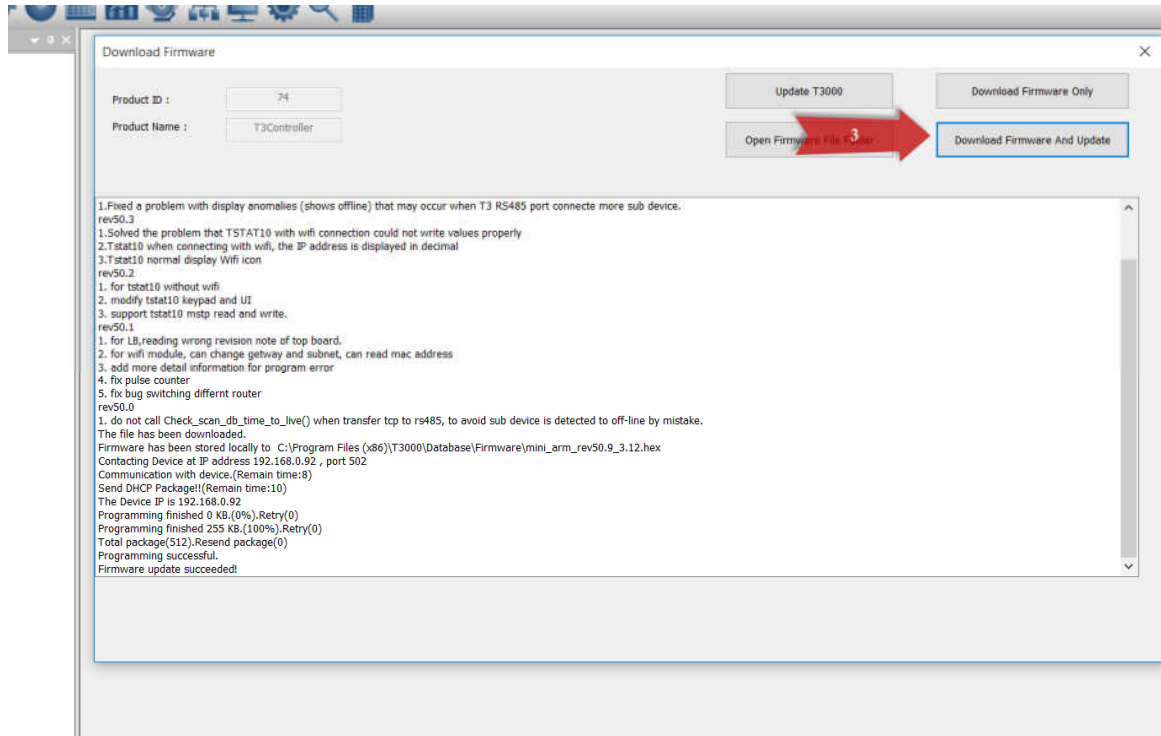 Download Firmware
Product ID :
74
Update T3000
Download Firmware Only
Product Name :
T3Controller
Open Firmware File Folder
3
Download Firmware And Update
1.Fixed a problem with display anomalies (shows offline) that may occur when T3 RS485 port connecte more sub device.
rev50.3
1.Solved the problem that TSTAT10 with wifi connection could not write values properly
2.Tstat10 when connecting with wifi, the IP address is displayed in decimal
3.Tstat10 normal display Wifi icon
rev50.2
1. for tstat10 without wifi
2. modify tstat10 keypad and UI
3. support tstat10 mstp read and write.
rev50.1
1. for LB,reading wrong revision note of top board.
2. for wifi module, can change getway and subnet, can read mac address
3. add more detail information for program error
4. fix pulse counter
5. fix bug switching differnt router
rev50.0
1. do not call Check_scan_db_time_to_live() when transfer tcp to rs485, to avoid sub device is detected to off-line by mistake.
The file has been downloaded.
Firmware has been stored locally to  C:\Program Files (x86)\T3000\Database\Firmware\mini_arm_rev50.9_3.12.hex
Contacting Device at IP address 192.168.0.92 , port 502
Communication with device.(Remain time:8)
Send DHCP Package!!(Remain time:10)
The Device IP is 192.168.0.92
Programming finished 0 KB.(0%).Retry(0)
Programming finished 255 KB.(100%).Retry(0)
Total package(512).Resend package(0)
Programming successful.
Firmware update succeeded!